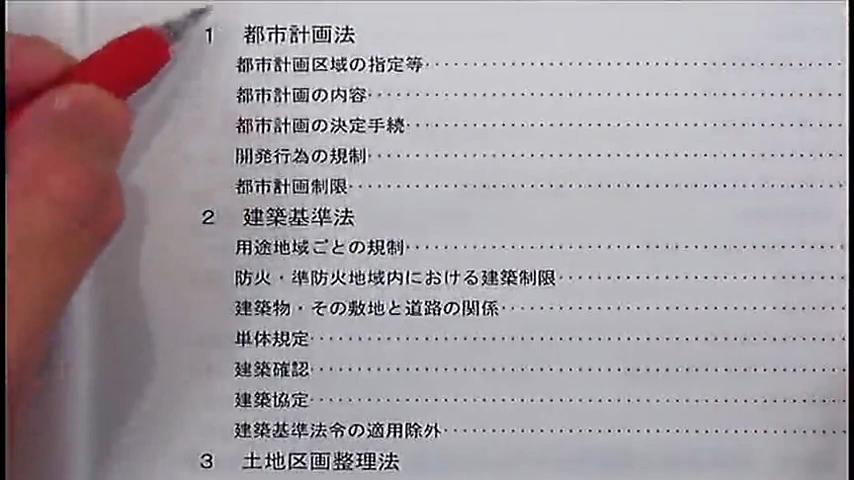 1 都市計画法
都市計画区域の指定等
都市計画の内容
都市計画の決定手続
開発行為の規制
都市計画制限
2 建築基準法
用途地域ごとの規制
防火・準防火地域内における建築制限
建築物・その敷地と道路の関係
単体規定
建築確認
建築協定
建築基準法令の適用除外
3 土地区画整理法